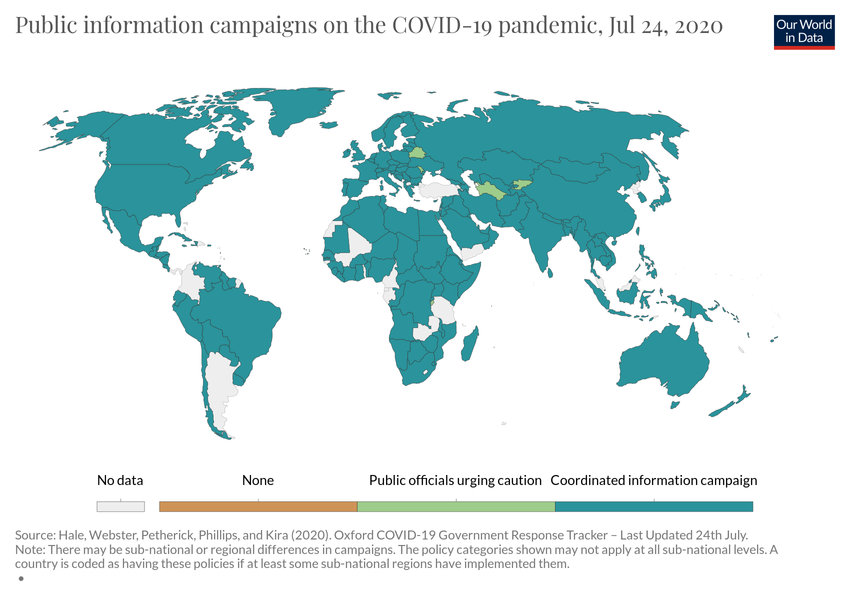 Public information campaigns on the COVID-19 pandemic, Jul 24, 2020
Our World
in Data
No data
None
Public officials urging caution
Coordinated information campaign
Source: Hale, Webster, Petherick, Phillips, and Kira (2020). Oxford COVID-19 Government Response Tracker – Last Updated 24th July.
Note: There may be sub-national or regional differences in campaigns. The policy categories shown may not apply at all sub-national levels. A
country is coded as having these policies if at least some sub-national regions have implemented them.